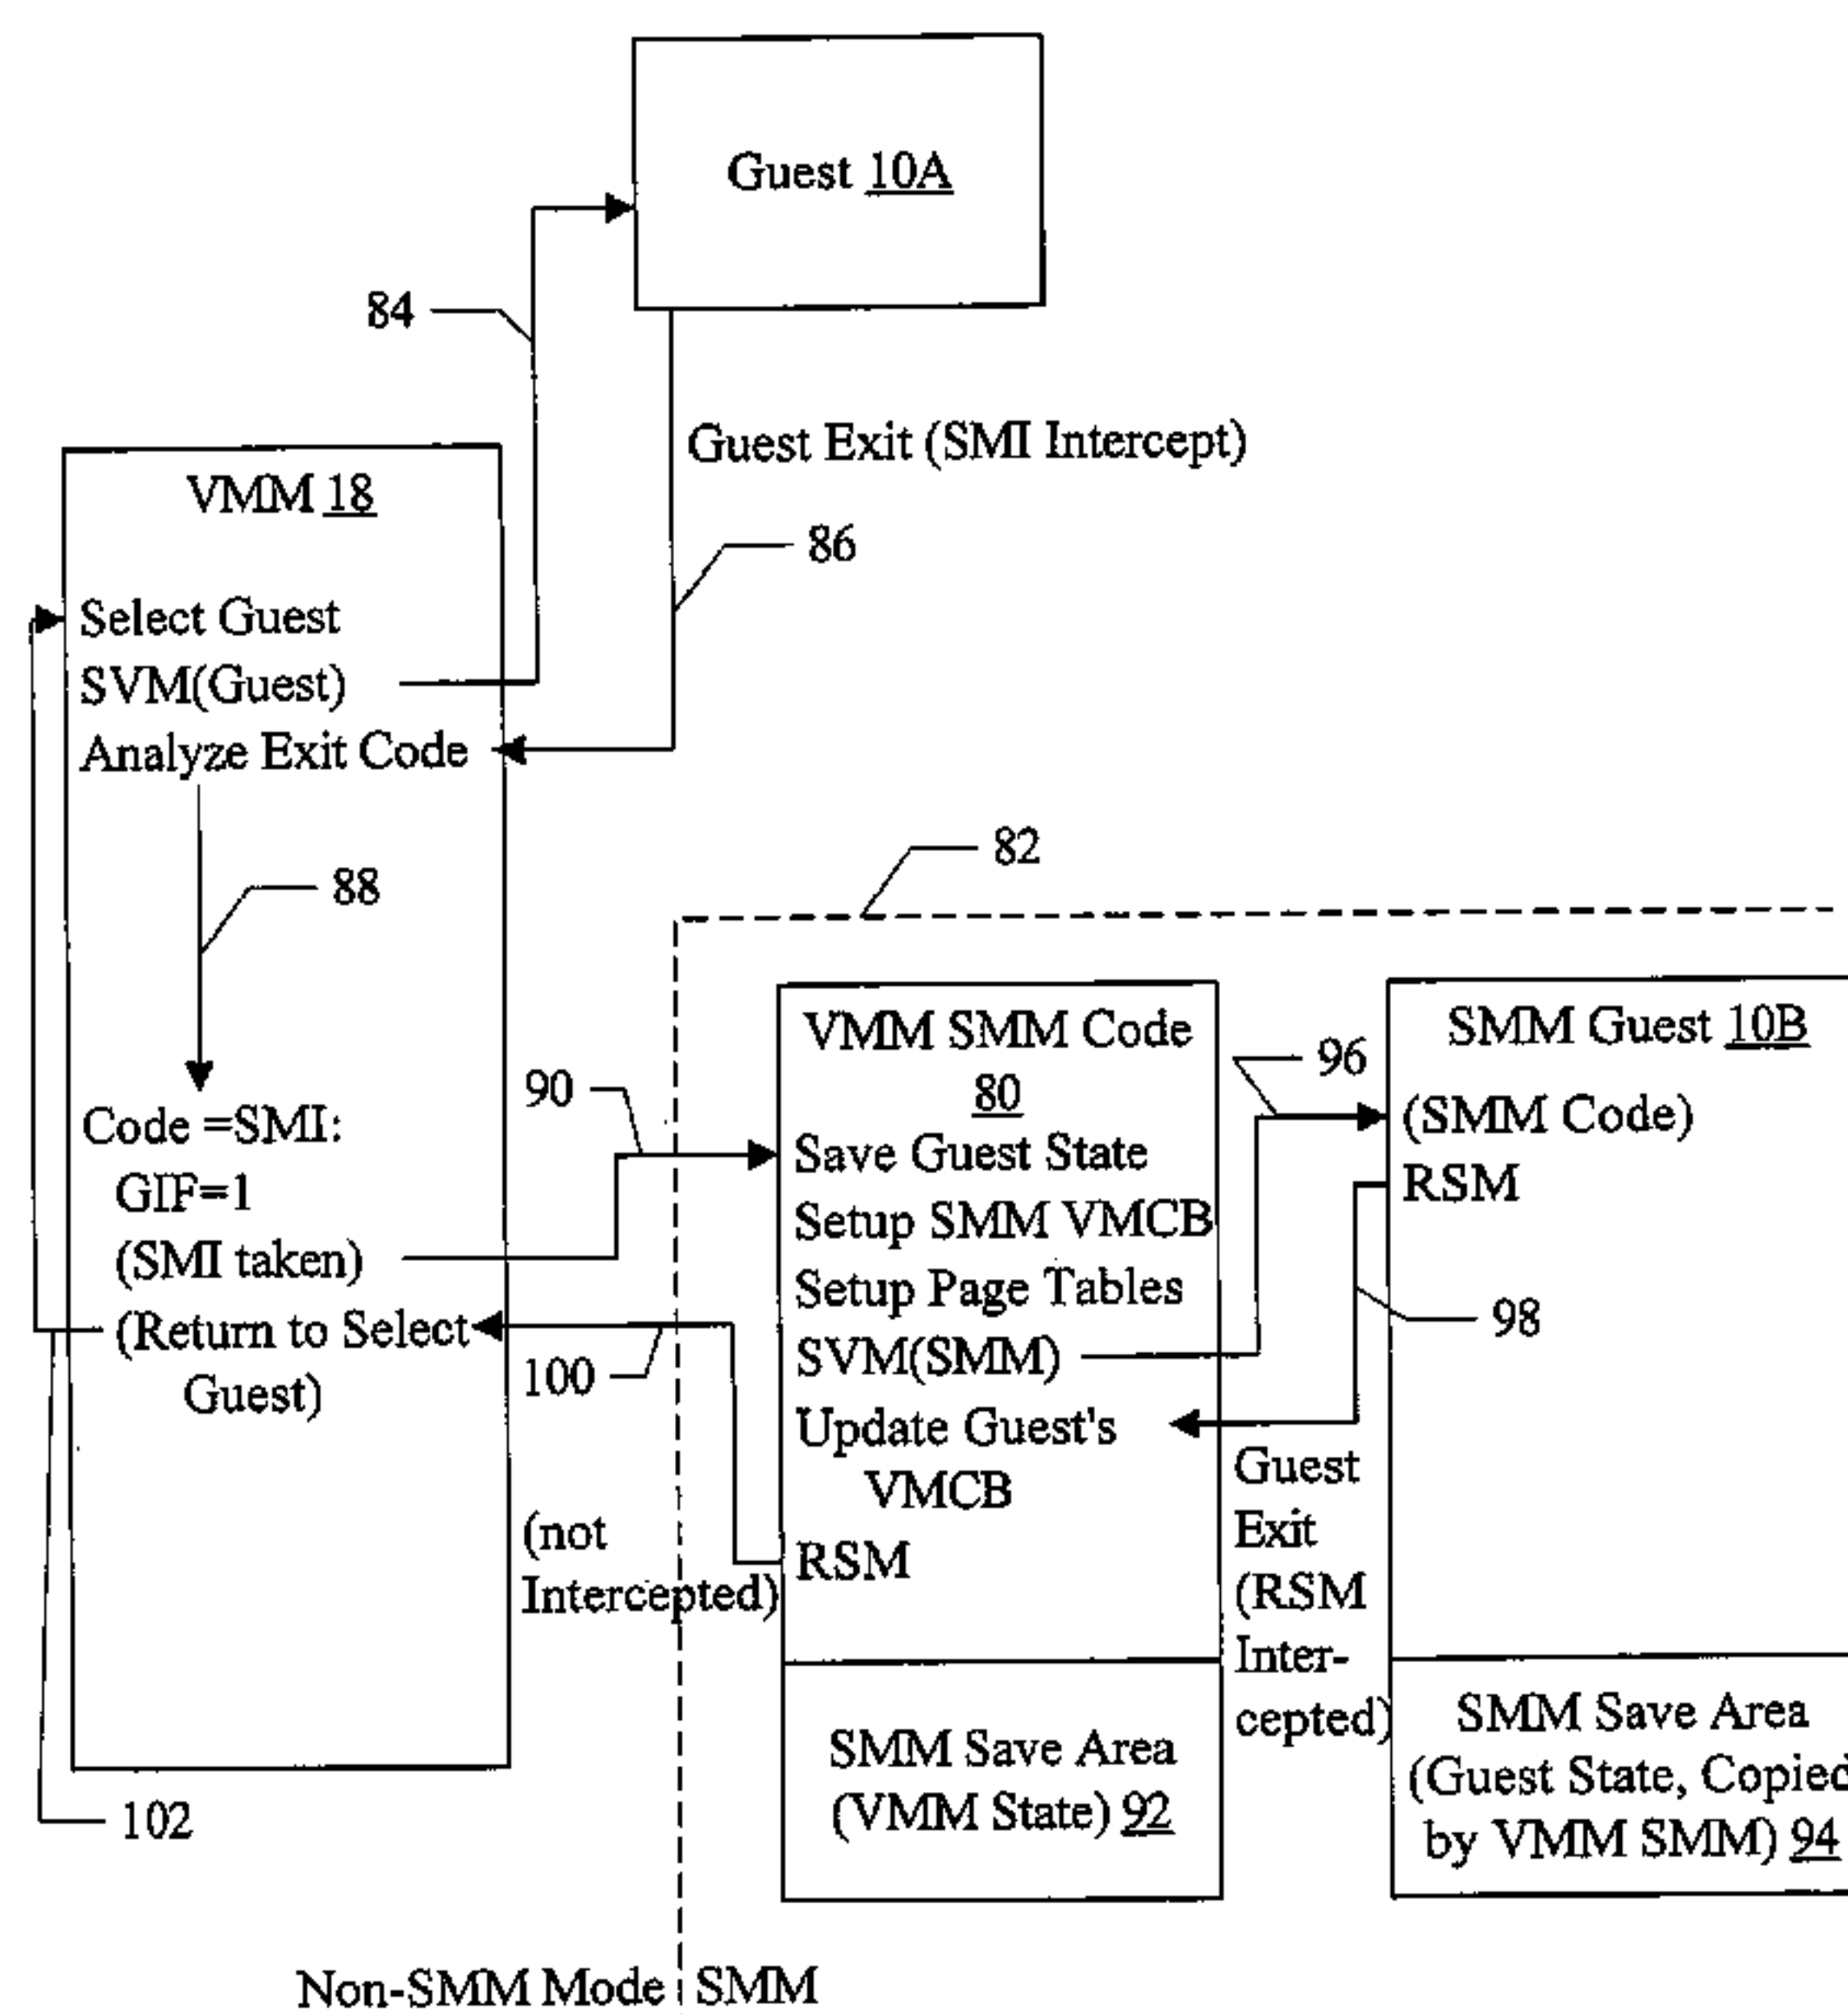 Guest 10A
84
Guest Exit (SMI Intercept)
86
VMM 18
Select Guest
SVM(Guest)
Analyze Exit Code
88
Code =SMI:
GIF=1
(SMI taken)
(Return to Select
Guest)
102
82
90
100
(not
Intercepted)
VMM SMM Code
80
Save Guest State
Setup SMM VMCB
Setup Page Tables
SVM(SMM)
Update Guest's
VMCB
RSM
SMM Save Area
(VMM State) 92
96
98
Guest
Exit
(RSM
Inter-
cepted)
SMM Guest 10B
(SMM Code)
RSM
SMM Save Area
(Guest State, Copied
by VMM SMM) 94
Non-SMM Mode
SMM